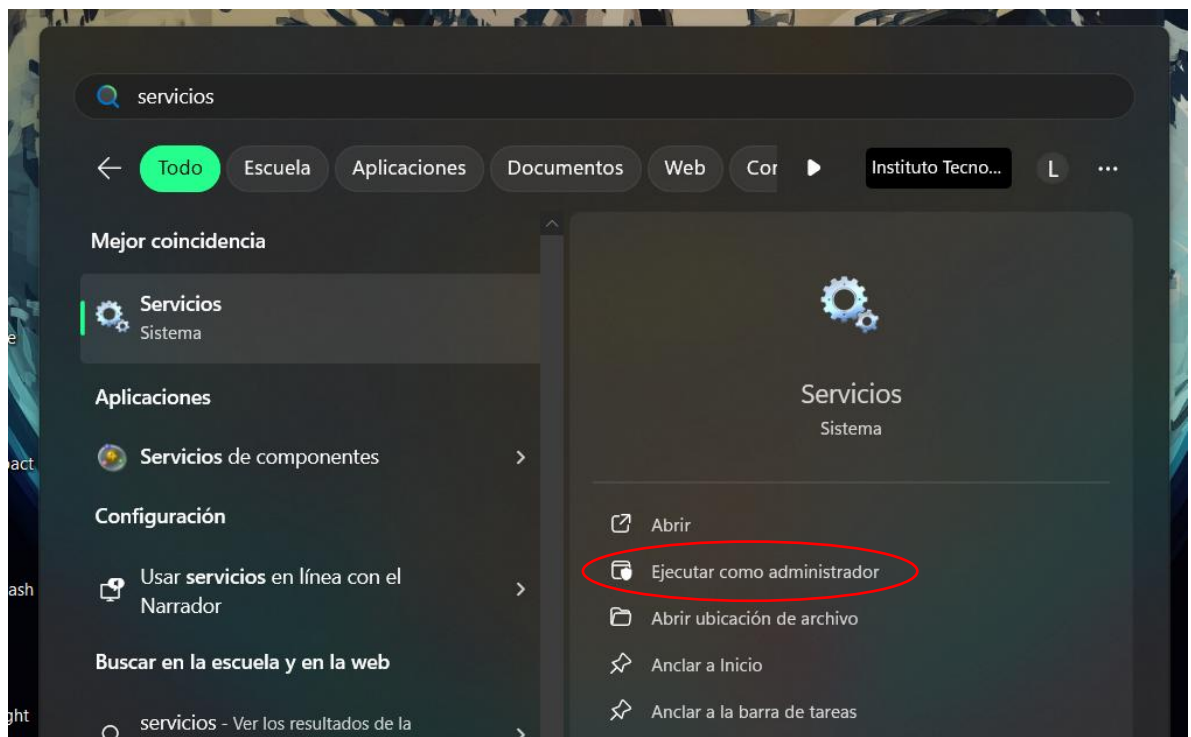 servicios
Todo Escuela Aplicaciones Documentos Web Instituto Tecno... L ...
Mejor coincidencia
Servicios
Sistema
Aplicaciones
Servicios de componentes
Configuración
Usar servicios en línea con el
Narrador
Buscar en la escuela y en la web
servicios - Ver los resultados de la
Servicios
Sistema
Abrir
Ejecutar como administrador
Abrir ubicación de archivo
Anclar a Inicio
Anclar a la barra de tareas